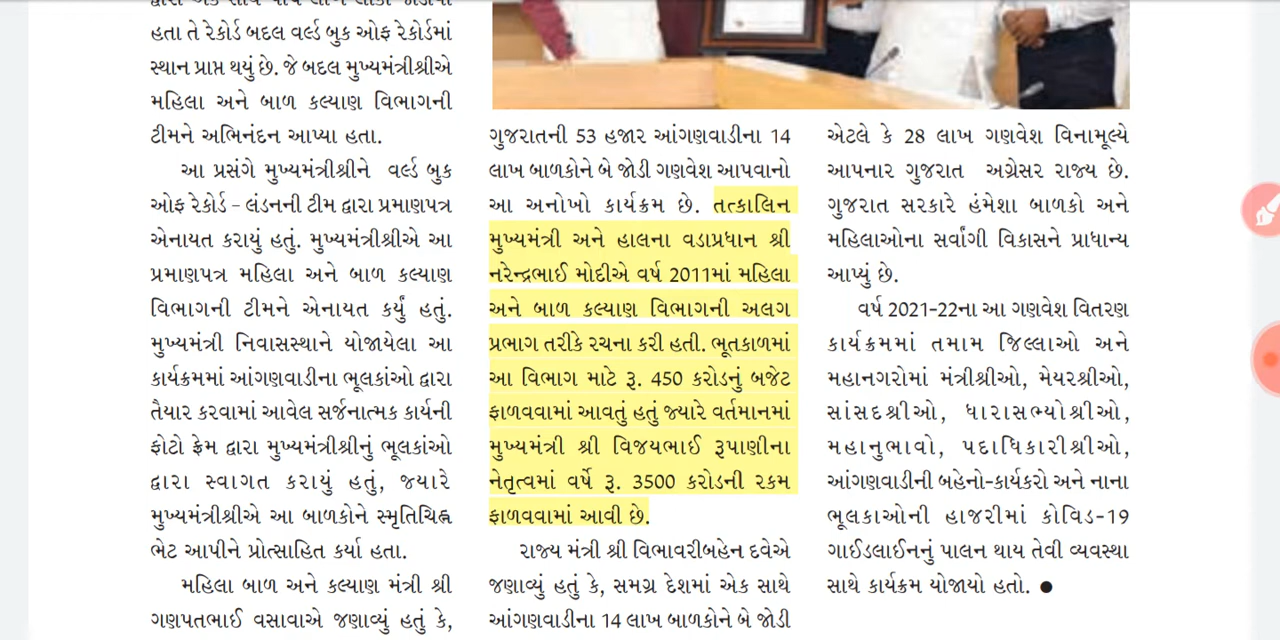 હતા તે રેકોર્ડ બદલ વર્લ્ડ બુક ઓફ રેકોર્ડમાં
સ્થાન પ્રાપ્ત થયું છે. જે બદલ મુખ્યમંત્રીશ્રીએ
મહિલા અને બાળ કલ્યાણ વિભાગની
ટીમને અભિનંદન આપ્યા હતા.
આ પ્રસંગે મુખ્યમંત્રીશ્રીને વર્લ્ડ બુક
ઓફ રેકોર્ડ – લંડનની ટીમ દ્વારા પ્રમાણપત્ર
એનાયત કરાયું હતું. મુખ્યમંત્રીશ્રીએ આ
પ્રમાણપત્ર મહિલા અને બાળ કલ્યાણ
વિભાગની ટીમને એનાયત કર્યું હતું.
મુખ્યમંત્રી નિવાસસ્થાને યોજાયેલા આ
કાર્યક્રમમાં આંગણવાડીના ભૂલકાંઓ દ્વારા
તૈયાર કરવામાં આવેલ સર્જનાત્મક કાર્યની
ફોટો ફ્રેમ દ્વારા મુખ્યમંત્રીશ્રીનું ભૂલકાંઓ
દ્વારા સ્વાગત કરાયું હતું, જયારે
મુખ્યમંત્રીશ્રીએ આ બાળકોને સ્મૃતિચિહ્ન
ભેટ આપીને પ્રોત્સાહિત કર્યા હતા.
મહિલા બાળ અને કલ્યાણ મંત્રી શ્રી
ગણપતભાઈ વસાવાએ જણાવ્યું હતું કે,
ગુજરાતની 53 હજાર આંગણવાડીના 14
લાખ બાળકોને બે જોડી ગણવેશ આપવાનો
આ અનોખો કાર્યક્રમ છે. તત્કાલિન
મુખ્યમંત્રી અને હાલના વડાપ્રધાન શ્રી
નરેન્દ્રભાઈ મોદીએ વર્ષ 2011માં મહિલા
અને બાળ કલ્યાણ વિભાગની અલગ
પ્રભાગ તરીકે રચના કરી હતી. ભૂતકાળમાં
આ વિભાગ માટે રૂ. 450 કરોડનું બજેટ
ફાળવવામાં આવતું હતું જ્યારે વર્તમાનમાં
મુખ્યમંત્રી શ્રી વિજયભાઈ રૂપાણીના
નેતૃત્વમાં વર્ષે રૂ. 3500 કરોડની રકમ
ફાળવવામાં આવી છે.
રાજ્ય મંત્રી શ્રી વિભાવરીબહેન દવેએ
જણાવ્યું હતું કે, સમગ્ર દેશમાં એક સાથે
આંગણવાડીના 14 લાખ બાળકોને બે જોડી
એટલે કે 28 લાખ ગણવેશ વિનામૂલ્યે
આપનાર ગુજરાત અગ્રેસર રાજ્ય છે.
ગુજરાત સરકારે હંમેશા બાળકો અને
મહિલાઓના સર્વાંગી વિકાસને પ્રાધાન્ય
આપ્યું છે.
વર્ષ 2021-22ના આ ગણવેશ વિતરણ
કાર્યક્રમમાં તમામ જિલ્લાઓ અને
મહાનગરોમાં મંત્રીશ્રીઓ, મેયરશ્રીઓ,
સાંસદશ્રીઓ, ધારાસભ્યોશ્રીઓ,
મહાનુભાવો, પદાધિકારીશ્રીઓ,
આંગણવાડીની બહેનો-કાર્યકરો અને નાના
ભૂલકાઓની હાજરીમાં કોવિડ-19
ગાઈડલાઈનનું પાલન થાય તેવી વ્યવસ્થા
સાથે કાર્યક્રમ યોજાયો હતો. ●